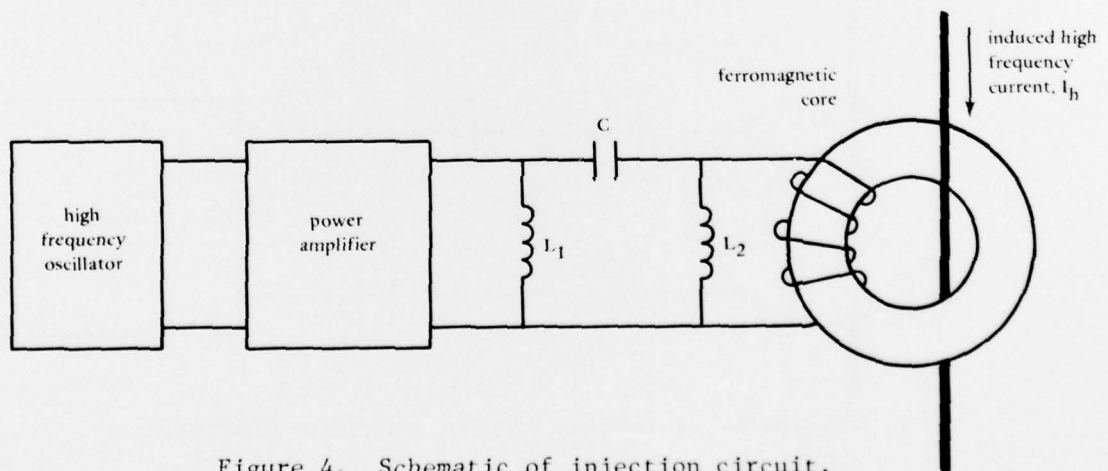 high
frequency
oscillator
power
amplifier
L1
C
L2
ferromagnetic
core
induced high
frequency
current, Ih
Figure 4. Schematic of injection circuit.